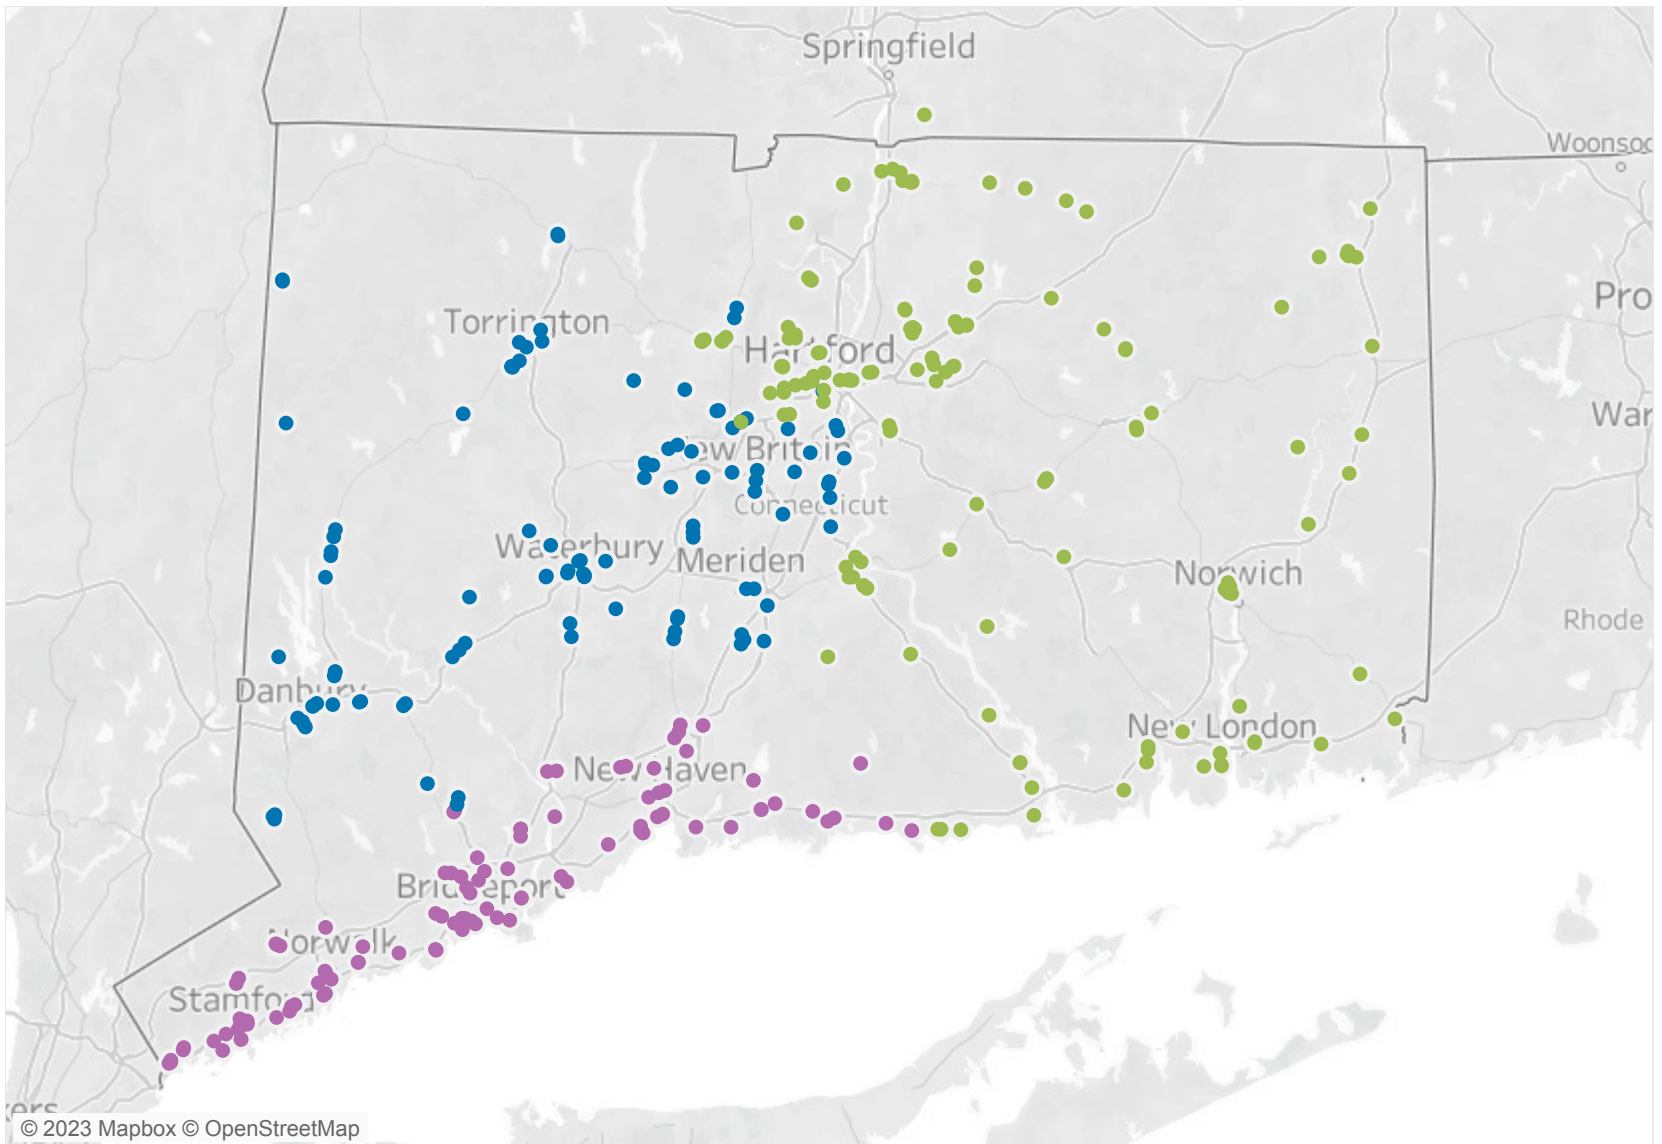 Springfield
Woonsoc
Torrington
Pro
Hartford
War
New Britain
Connecticut
Waterbury
Meriden
Norwich
Rhode
Danbury
New London
New Haven
Bridgeport
Norwalk
Stamford
kers
© 2023 Mapbox © OpenStreetMap